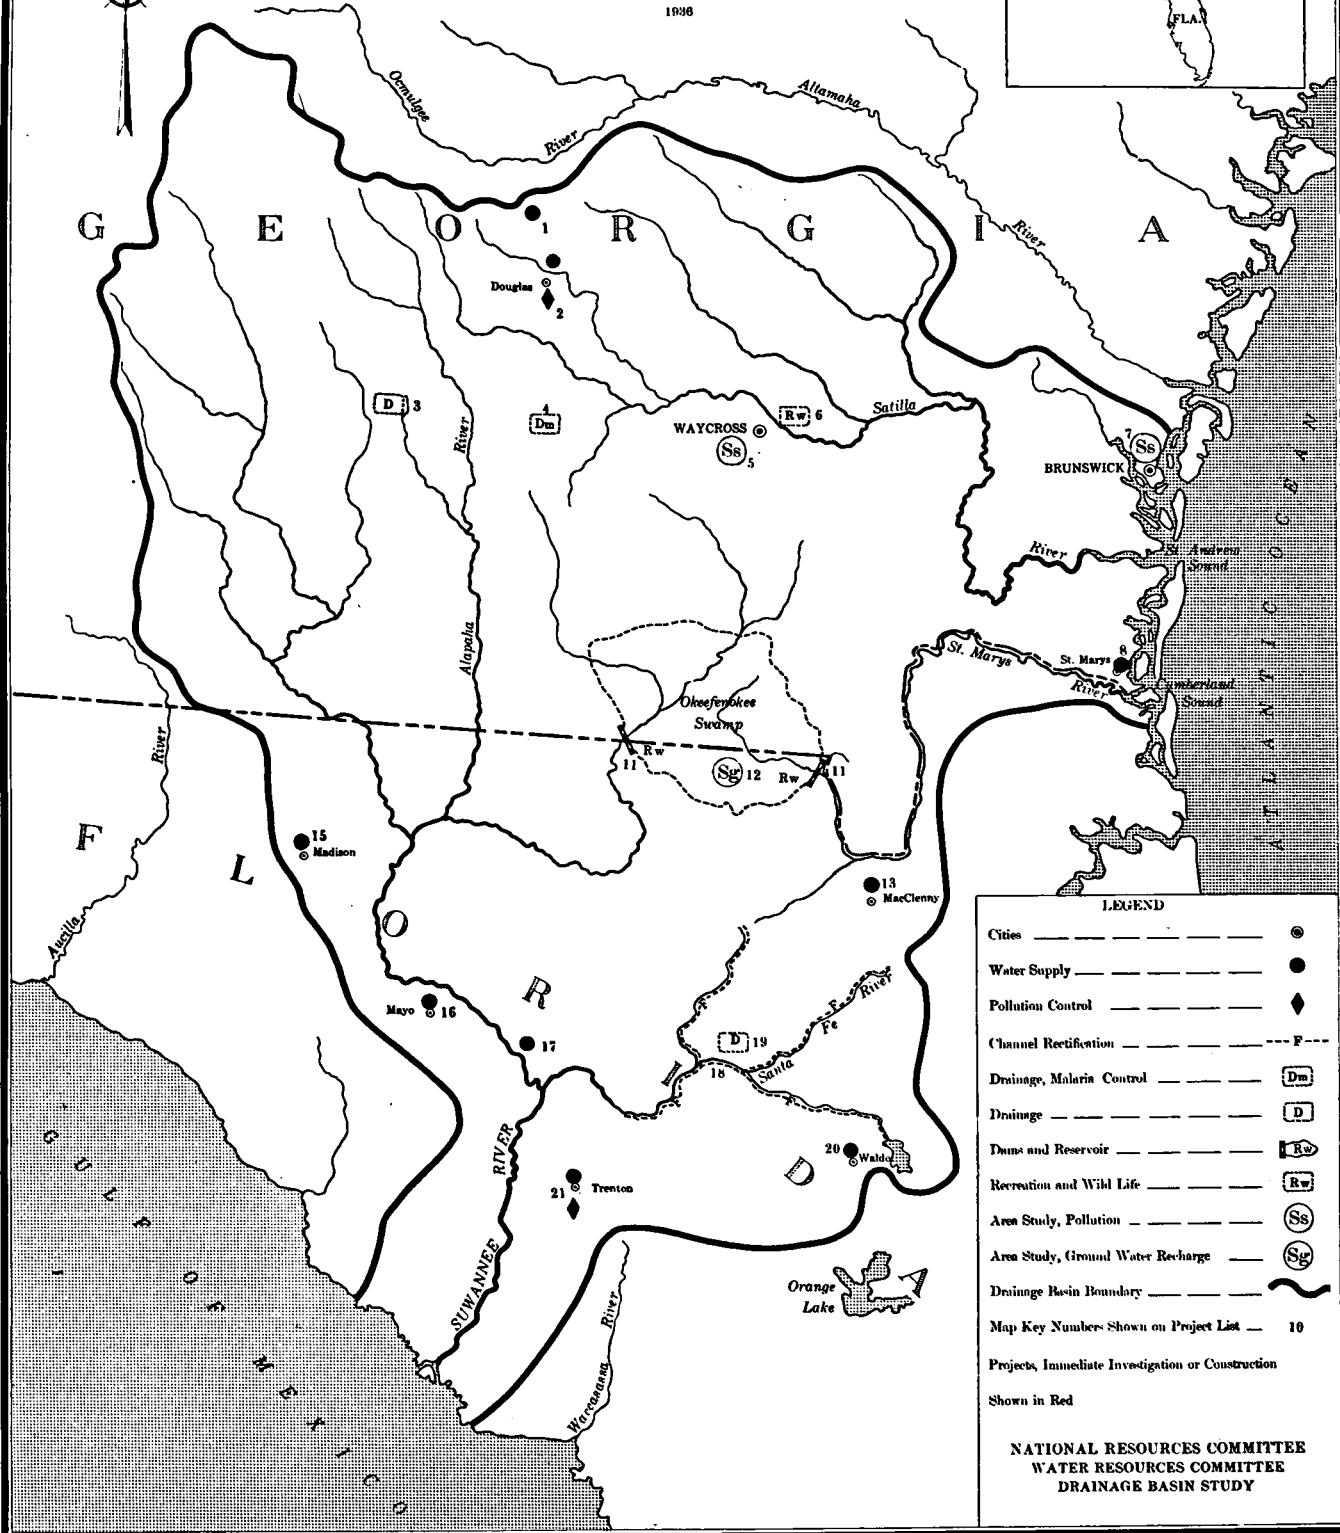 1936
FLA.
Ocmulgee
River
Altamaha
River
G E O R G I A
1
Douglas
2
D 3
4
Dm
River
WAYCROSS
Ss
5
Rw 6
Satilla
7
Ss
BRUNSWICK
River
St. Andrew
Sound
Alapaha
St. Marys
River
8
St. Marys
Cumberland
Sound
ATLANTIC OCEAN
Okeefenokee
Swamp
Rw
11
Sg 12
Rw
11
River
Aucilla
F L O R I D A
15
Madison
13
MacClenny
Mayo
16
17
F
F
Santa
Fe
River
D 19
18
F
F
20
Waldo
21
Trenton
SUWANNEE
RIVER
Orange
Lake
Waccasassa
River
GULF OF MEXICO
LEGEND
Cities
Water Supply
Pollution Control
Channel Rectification F
Drainage, Malaria Control Dm
Drainage D
Dams and Reservoir Rw
Recreation and Wild Life Rw
Area Study, Pollution Ss
Area Study, Ground Water Recharge Sg
Drainage Basin Boundary
Map Key Numbers Shown on Project List 10
Projects, Immediate Investigation or Construction
Shown in Red
NATIONAL RESOURCES COMMITTEE
WATER RESOURCES COMMITTEE
DRAINAGE BASIN STUDY